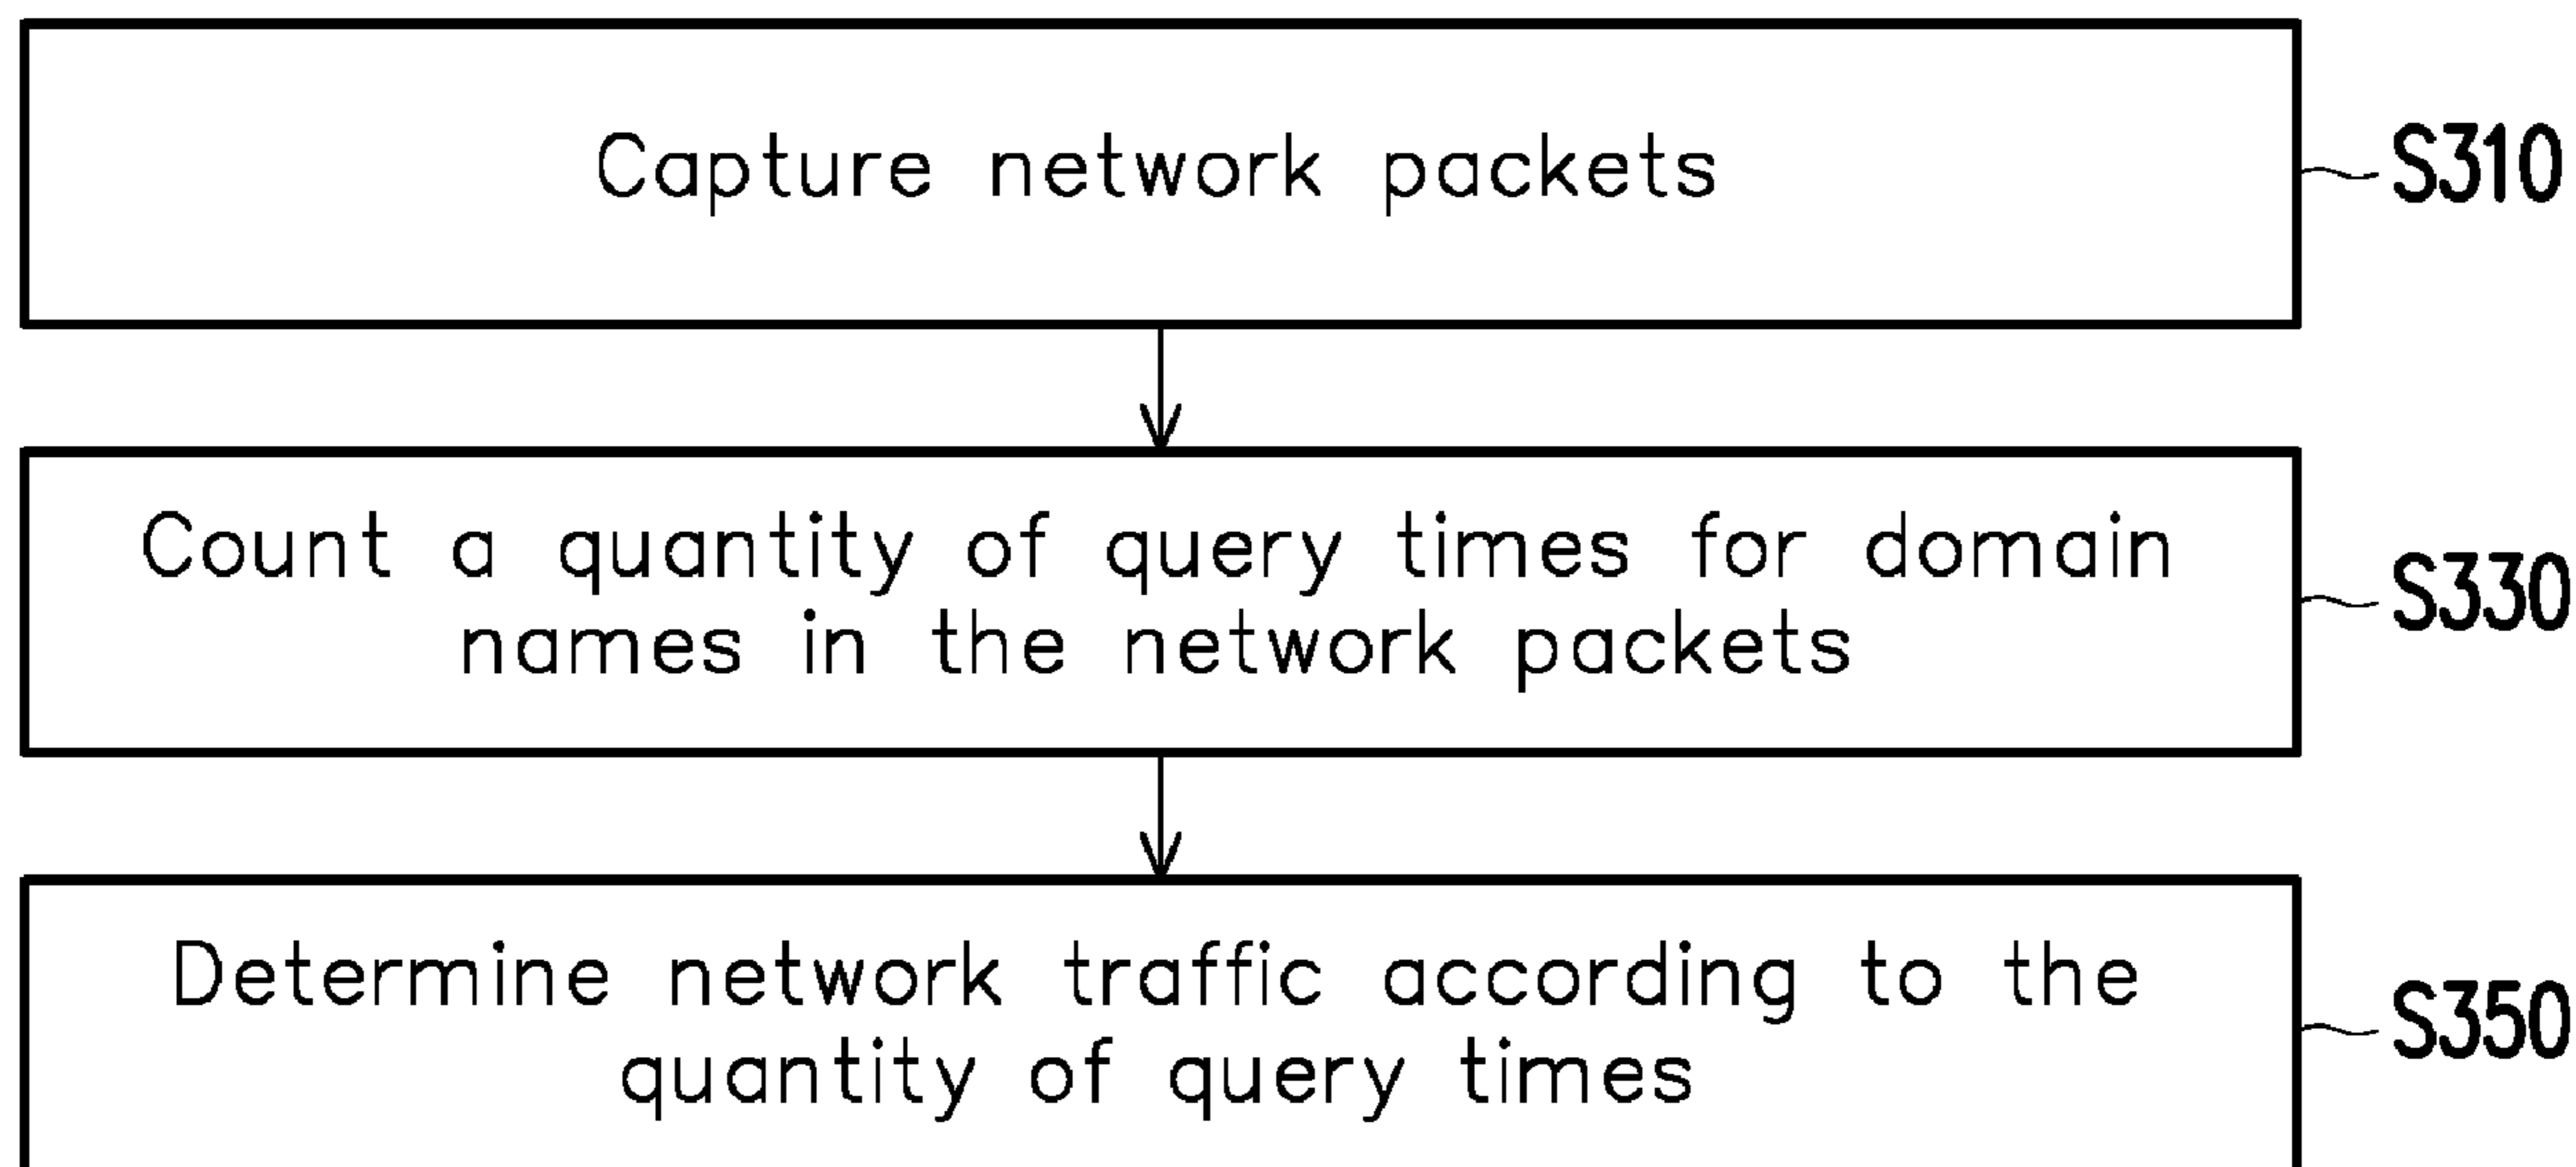 Capture network packets
S310
Count a quantity of query times for domain
names in the network packets
S330
Determine network traffic according to the
quantity of query times
S350